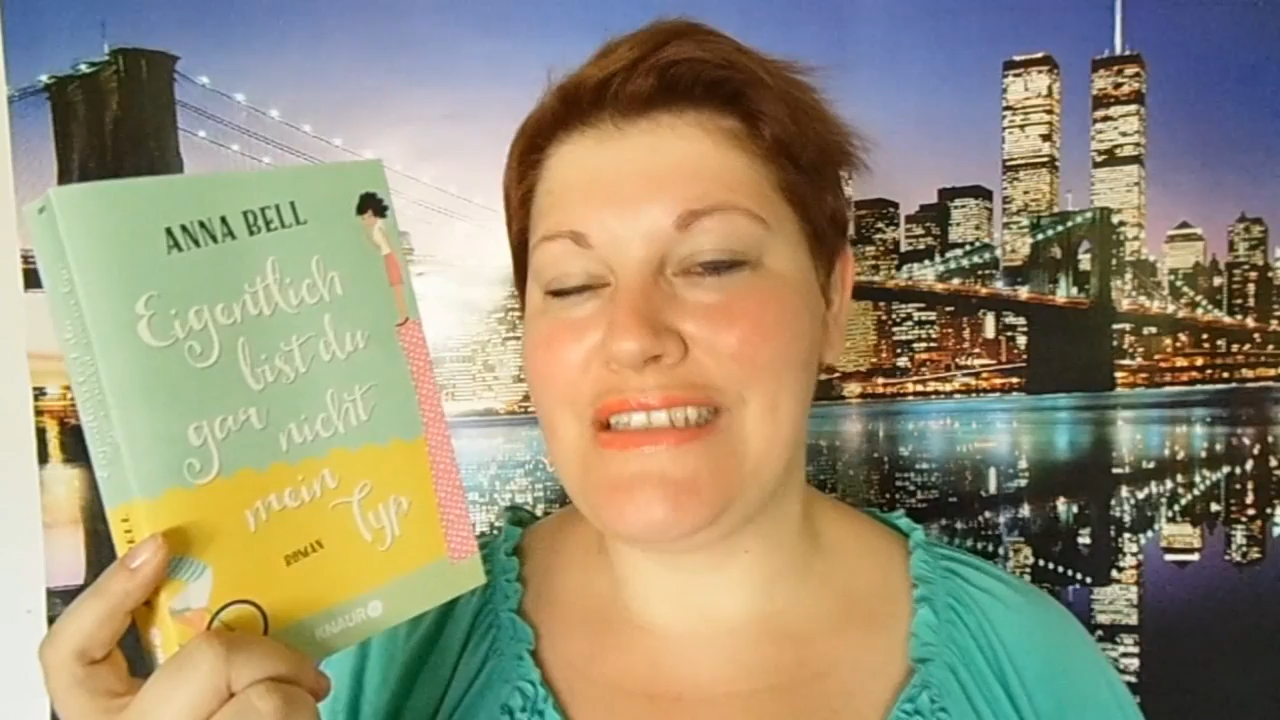 ANNA BELL
Eigentlich
bist du
gar nicht
mein
Typ
ROMAN
KNAUR